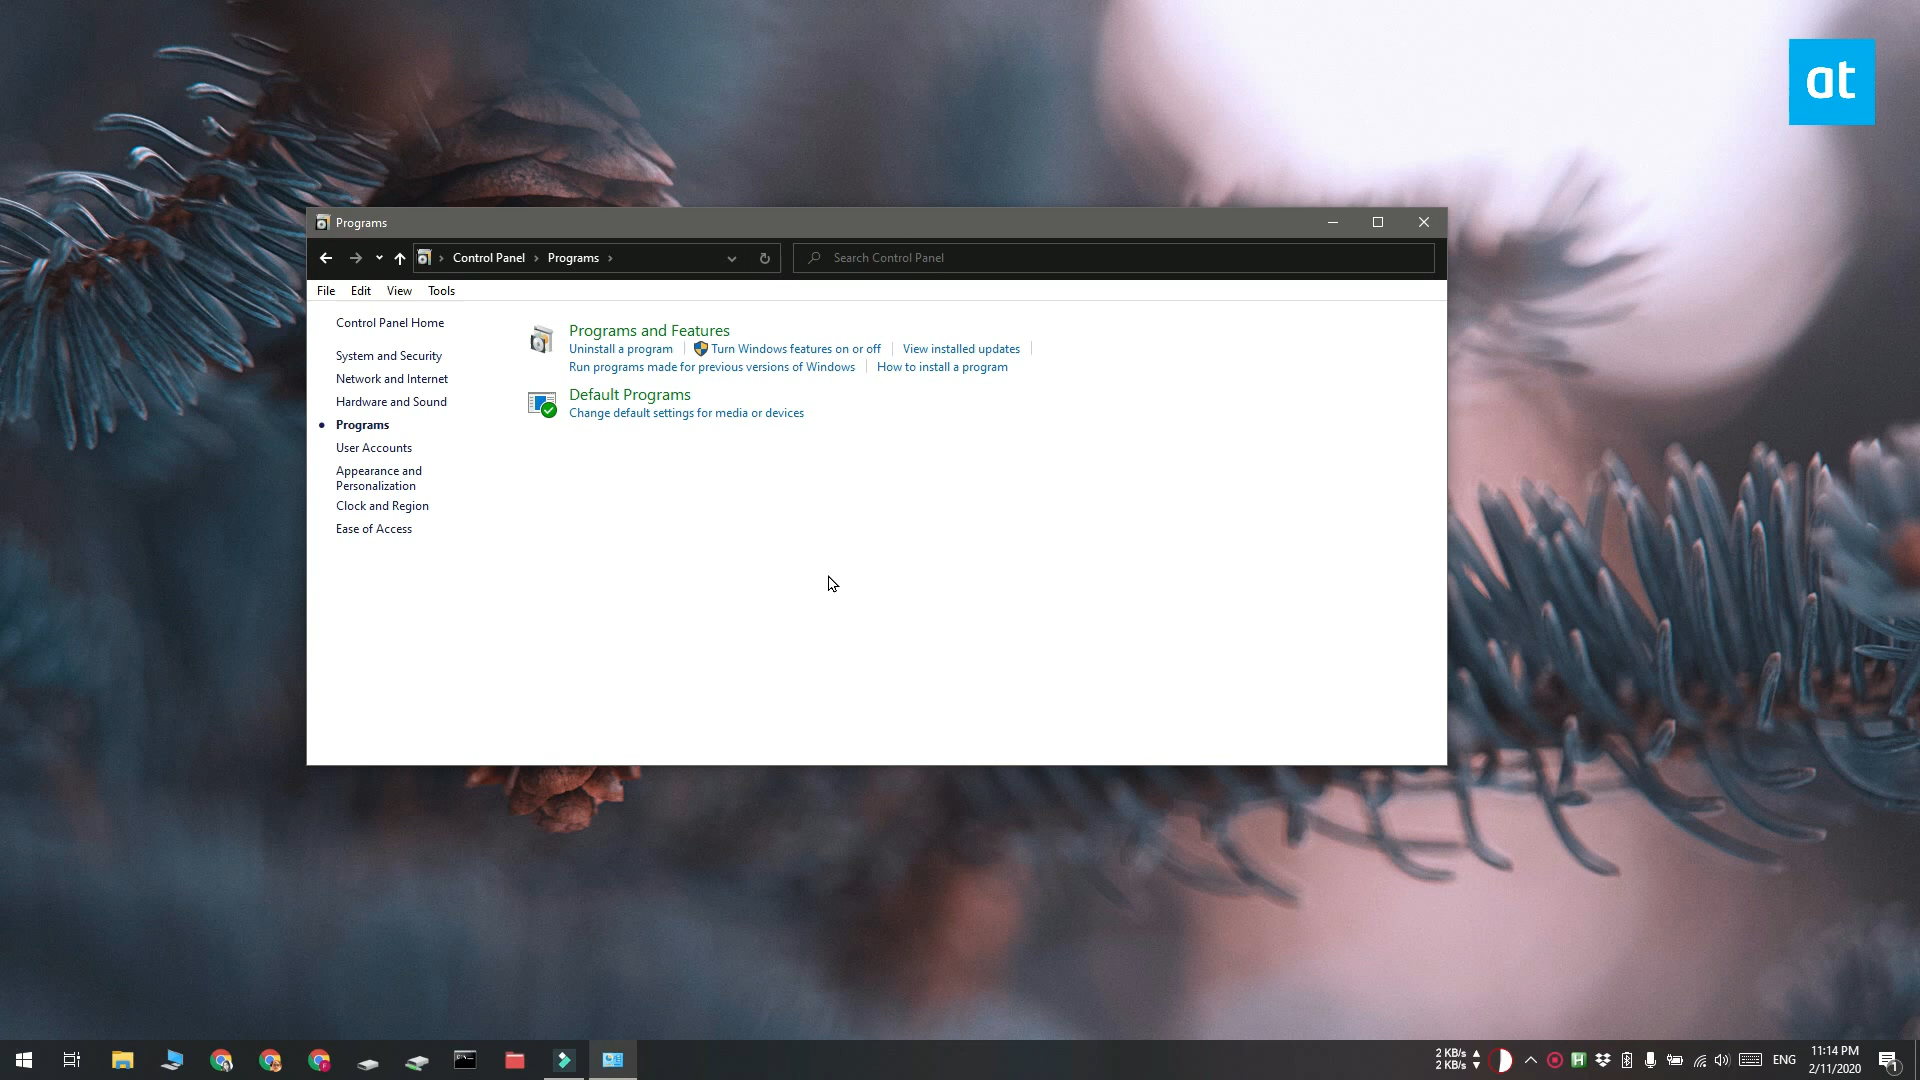 at
Programs
Control Panel
Programs
Search Control Panel
File Edit View Tools
Control Panel Home
System and Security
Network and Internet
Hardware and Sound
Programs
User Accounts
Appearance and
Personalization
Clock and Region
Ease of Access
Programs and Features
Uninstall a program
Turn Windows features on or off
View installed updates
Run programs made for previous versions of Windows
How to install a program
Default Programs
Change default settings for media or devices
2 KB/s
2 KB/s
H
ENG
11:14 PM
2/11/2020
1